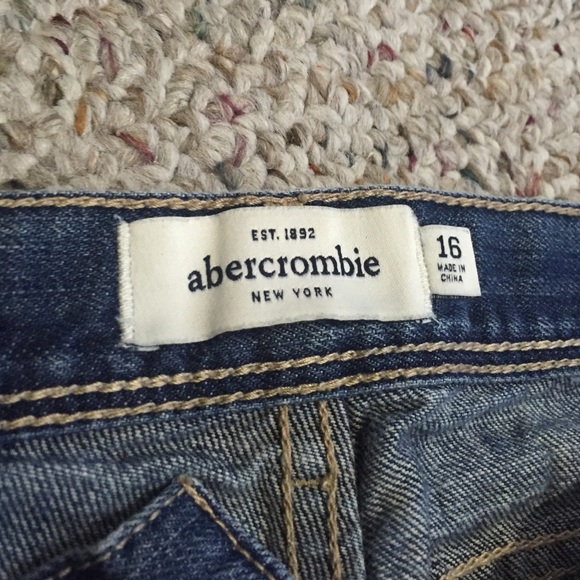 EST. 1892
abercrombie
NEW YORK
16
MADE IN
CHINA